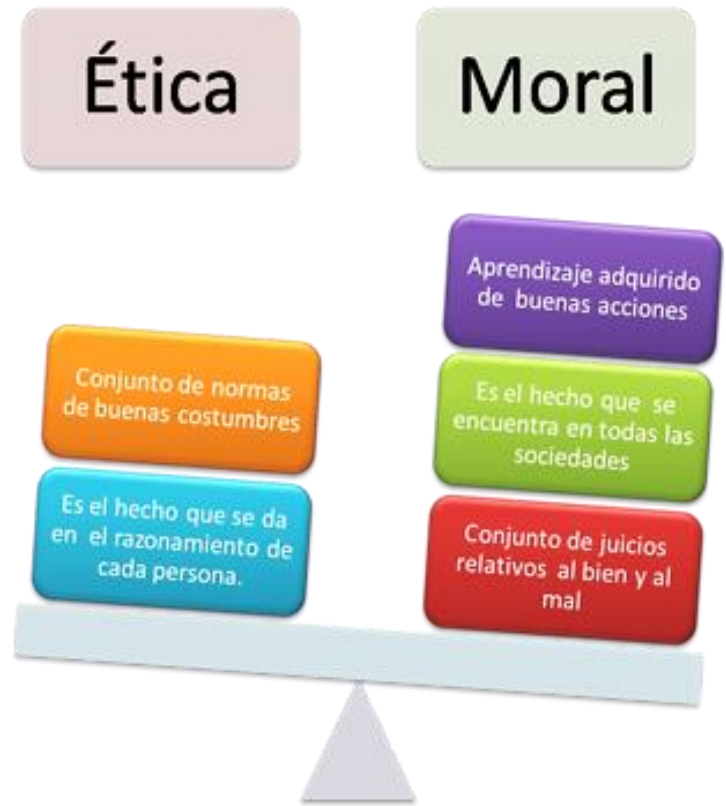 Ética
Moral
Conjunto de normas
de buenas costumbres
Es el hecho que se da
en el razonamiento de
cada persona.
Aprendizaje adquirido
de buenas acciones
Es el hecho que se
encuentra en todas las
sociedades
Conjunto de juicios
relativos al bien y al
mal